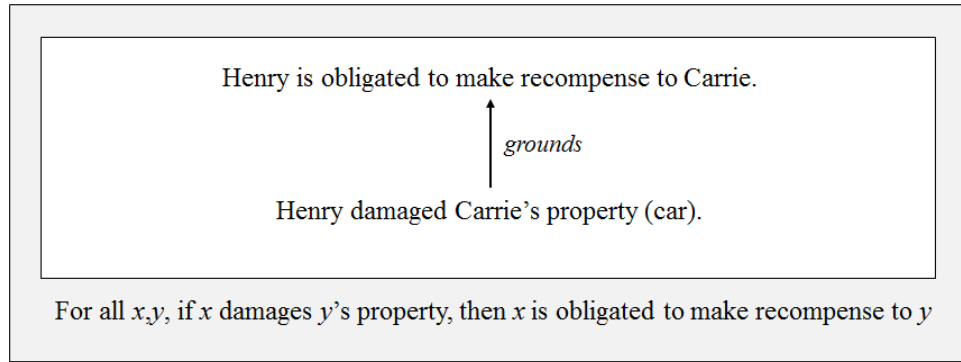 Henry is obligated to make recompense to Carrie.
grounds
Henry damaged Carrie’s property (car).
For all x,y, if x damages y’s property, then x is obligated to make recompense to y